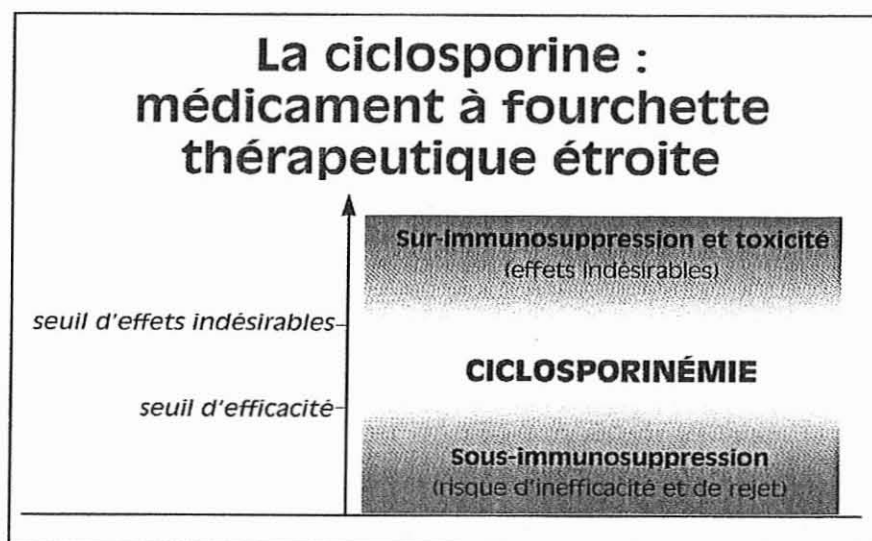 La ciclosporine :
médicament à fourchette
thérapeutique étroite
Sur-immunosuppression et toxicité
(effets indésirables)
seuil d'effets indésirables
CICLOSPORINÉMIE
seuil d'efficacité
Sous-immunosuppression
(risque d'inefficacité et de rejet)